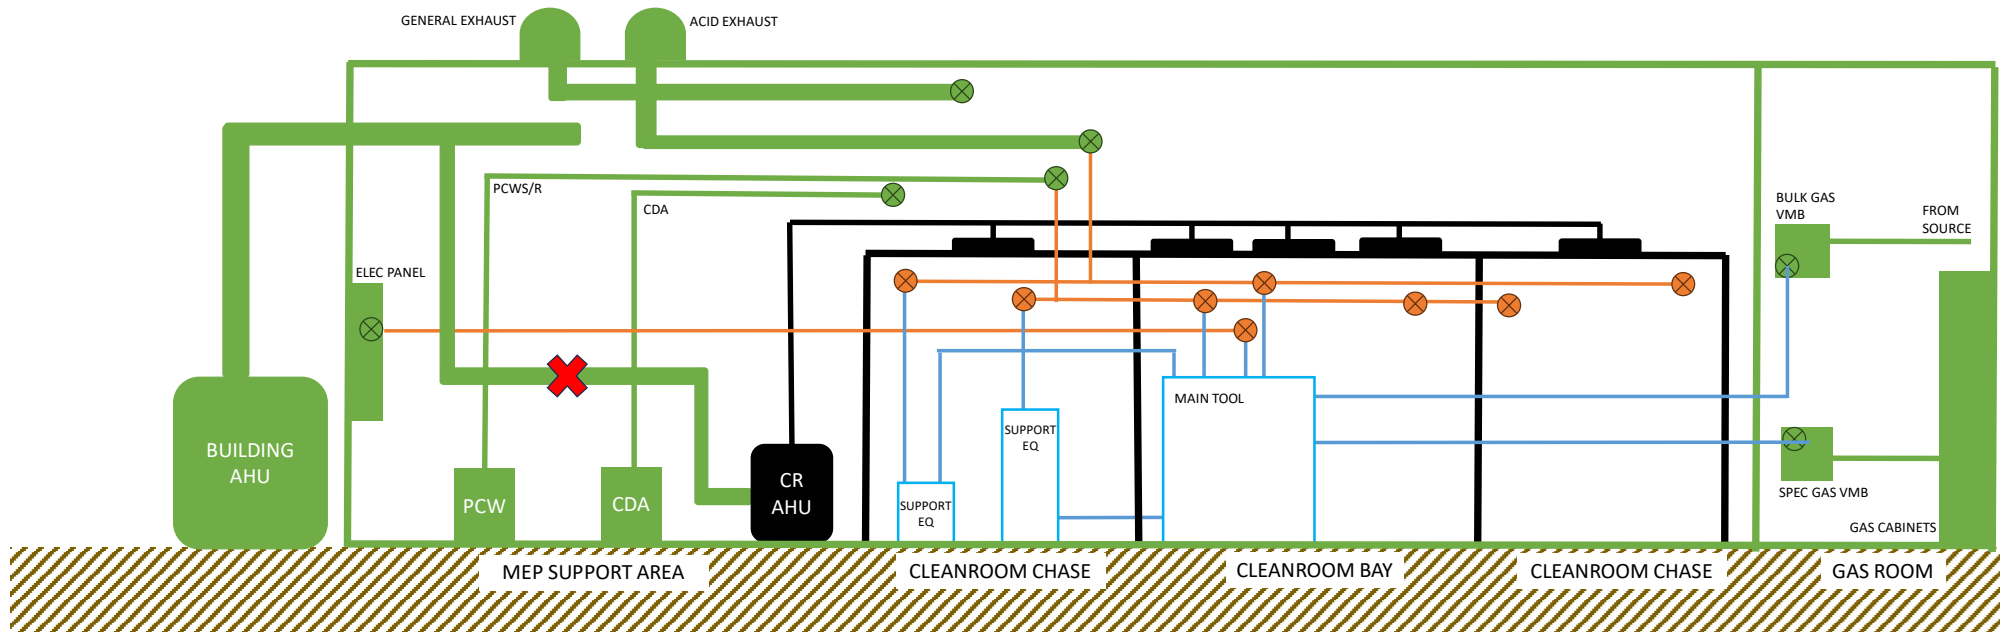 GENERAL EXHAUST
ACID EXHAUST
PCWS/R
CDA
BULK GAS
VMB
FROM
SOURCE
ELEC PANEL
MAIN TOOL
SUPPORT
EQ
BUILDING
AHU
PCW
CDA
CR
AHU
SUPPORT
EQ
SPEC GAS VMB
GAS CABINETS
MEP SUPPORT AREA
CLEANROOM CHASE
CLEANROOM BAY
CLEANROOM CHASE
GAS ROOM